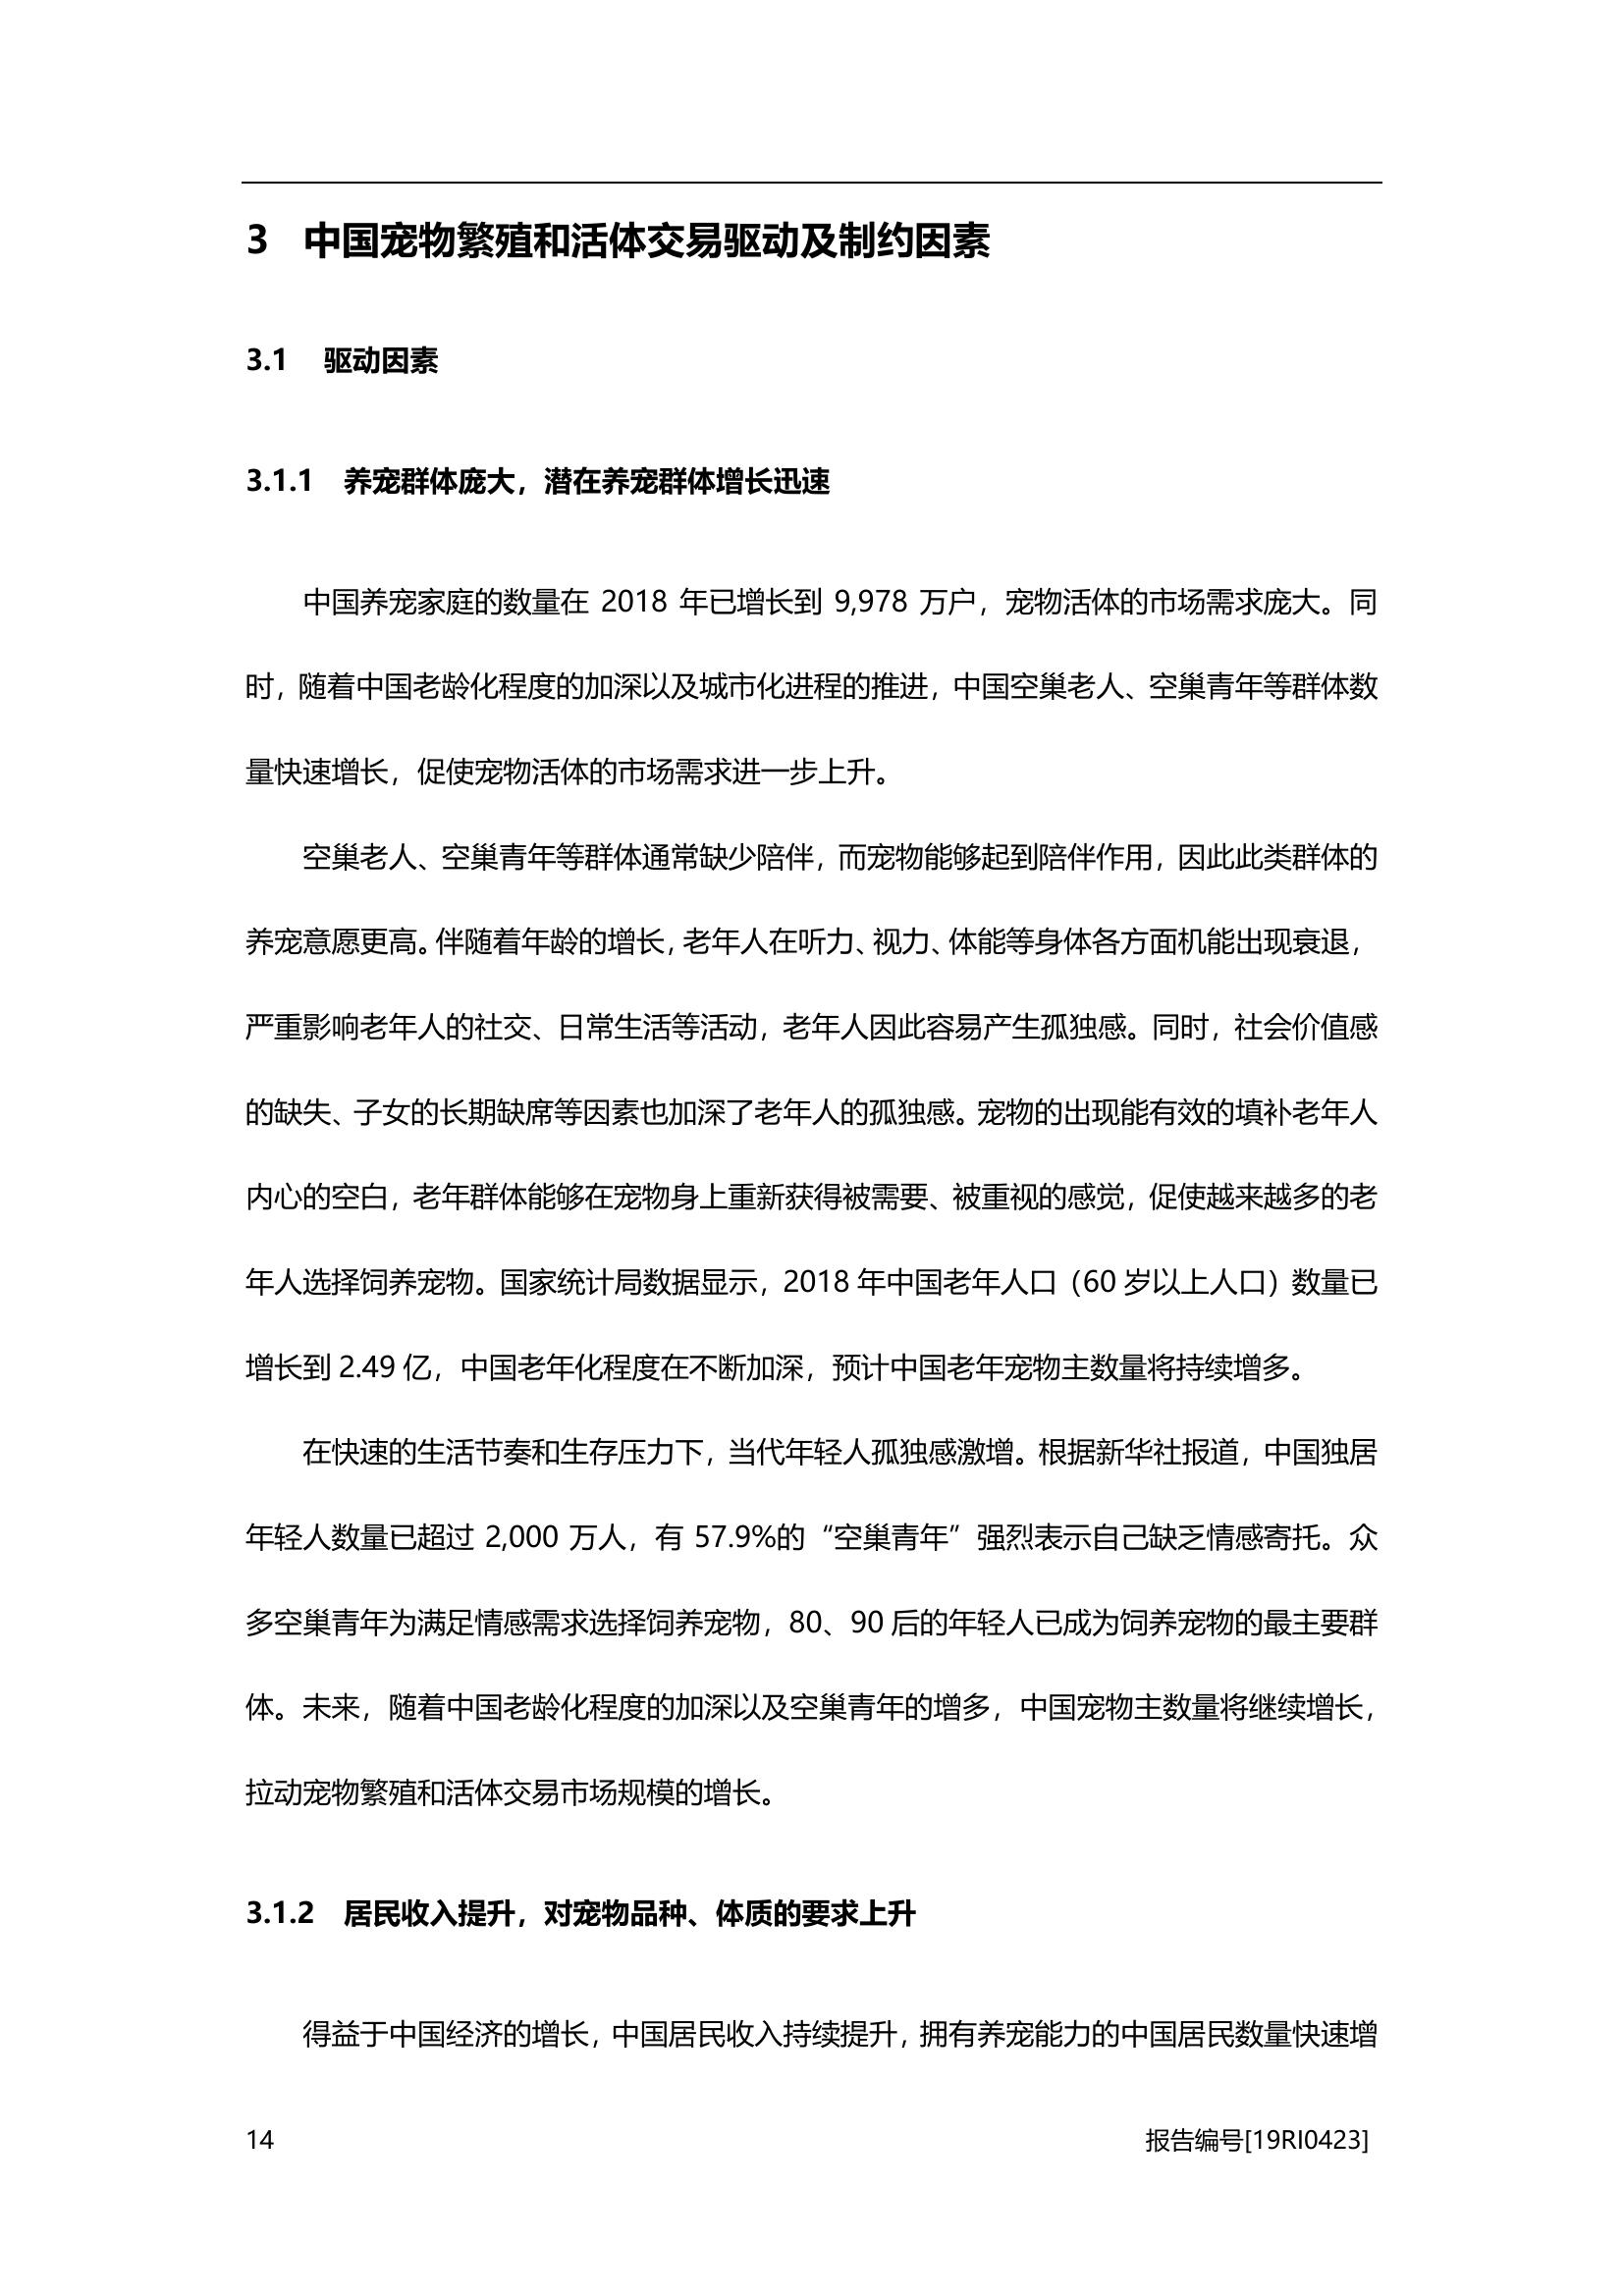 3 中国宠物繁殖和活体交易驱动及制约因素
3.1 驱动因素
3.1.1 养宠群体庞大，潜在养宠群体增长迅速
中国养宠家庭的数量在 2018 年已增长到 9,978 万户，宠物活体的市场需求庞大。同
时，随着中国老龄化程度的加深以及城市化进程的推进，中国空巢老人、空巢青年等群体数
量快速增长，促使宠物活体的市场需求进一步上升。
空巢老人、空巢青年等群体通常缺少陪伴，而宠物能够起到陪伴作用，因此此类群体的
养宠意愿更高。伴随着年龄的增长，老年人在听力、视力、体能等身体各方面机能出现衰退，
严重影响老年人的社交、日常生活等活动，老年人因此容易产生孤独感。同时，社会价值感
的缺失、子女的长期缺席等因素也加深了老年人的孤独感。宠物的出现能有效的填补老年人
内心的空白，老年群体能够在宠物身上重新获得被需要、被重视的感觉，促使越来越多的老
年人选择饲养宠物。国家统计局数据显示，2018 年中国老年人口（60 岁以上人口）数量已
增长到 2.49 亿，中国老年化程度在不断加深，预计中国老年宠物主数量将持续增多。
在快速的生活节奏和生存压力下，当代年轻人孤独感激增。根据新华社报道，中国独居
年轻人数量已超过 2,000 万人，有 57.9%的“空巢青年”强烈表示自己缺乏情感寄托。众
多空巢青年为满足情感需求选择饲养宠物，80、90 后的年轻人已成为饲养宠物的最主要群
体。未来，随着中国老龄化程度的加深以及空巢青年的增多，中国宠物主数量将继续增长，
拉动宠物繁殖和活体交易市场规模的增长。
3.1.2 居民收入提升，对宠物品种、体质的要求上升
得益于中国经济的增长，中国居民收入持续提升，拥有养宠能力的中国居民数量快速增
14 报告编号[19RI0423]